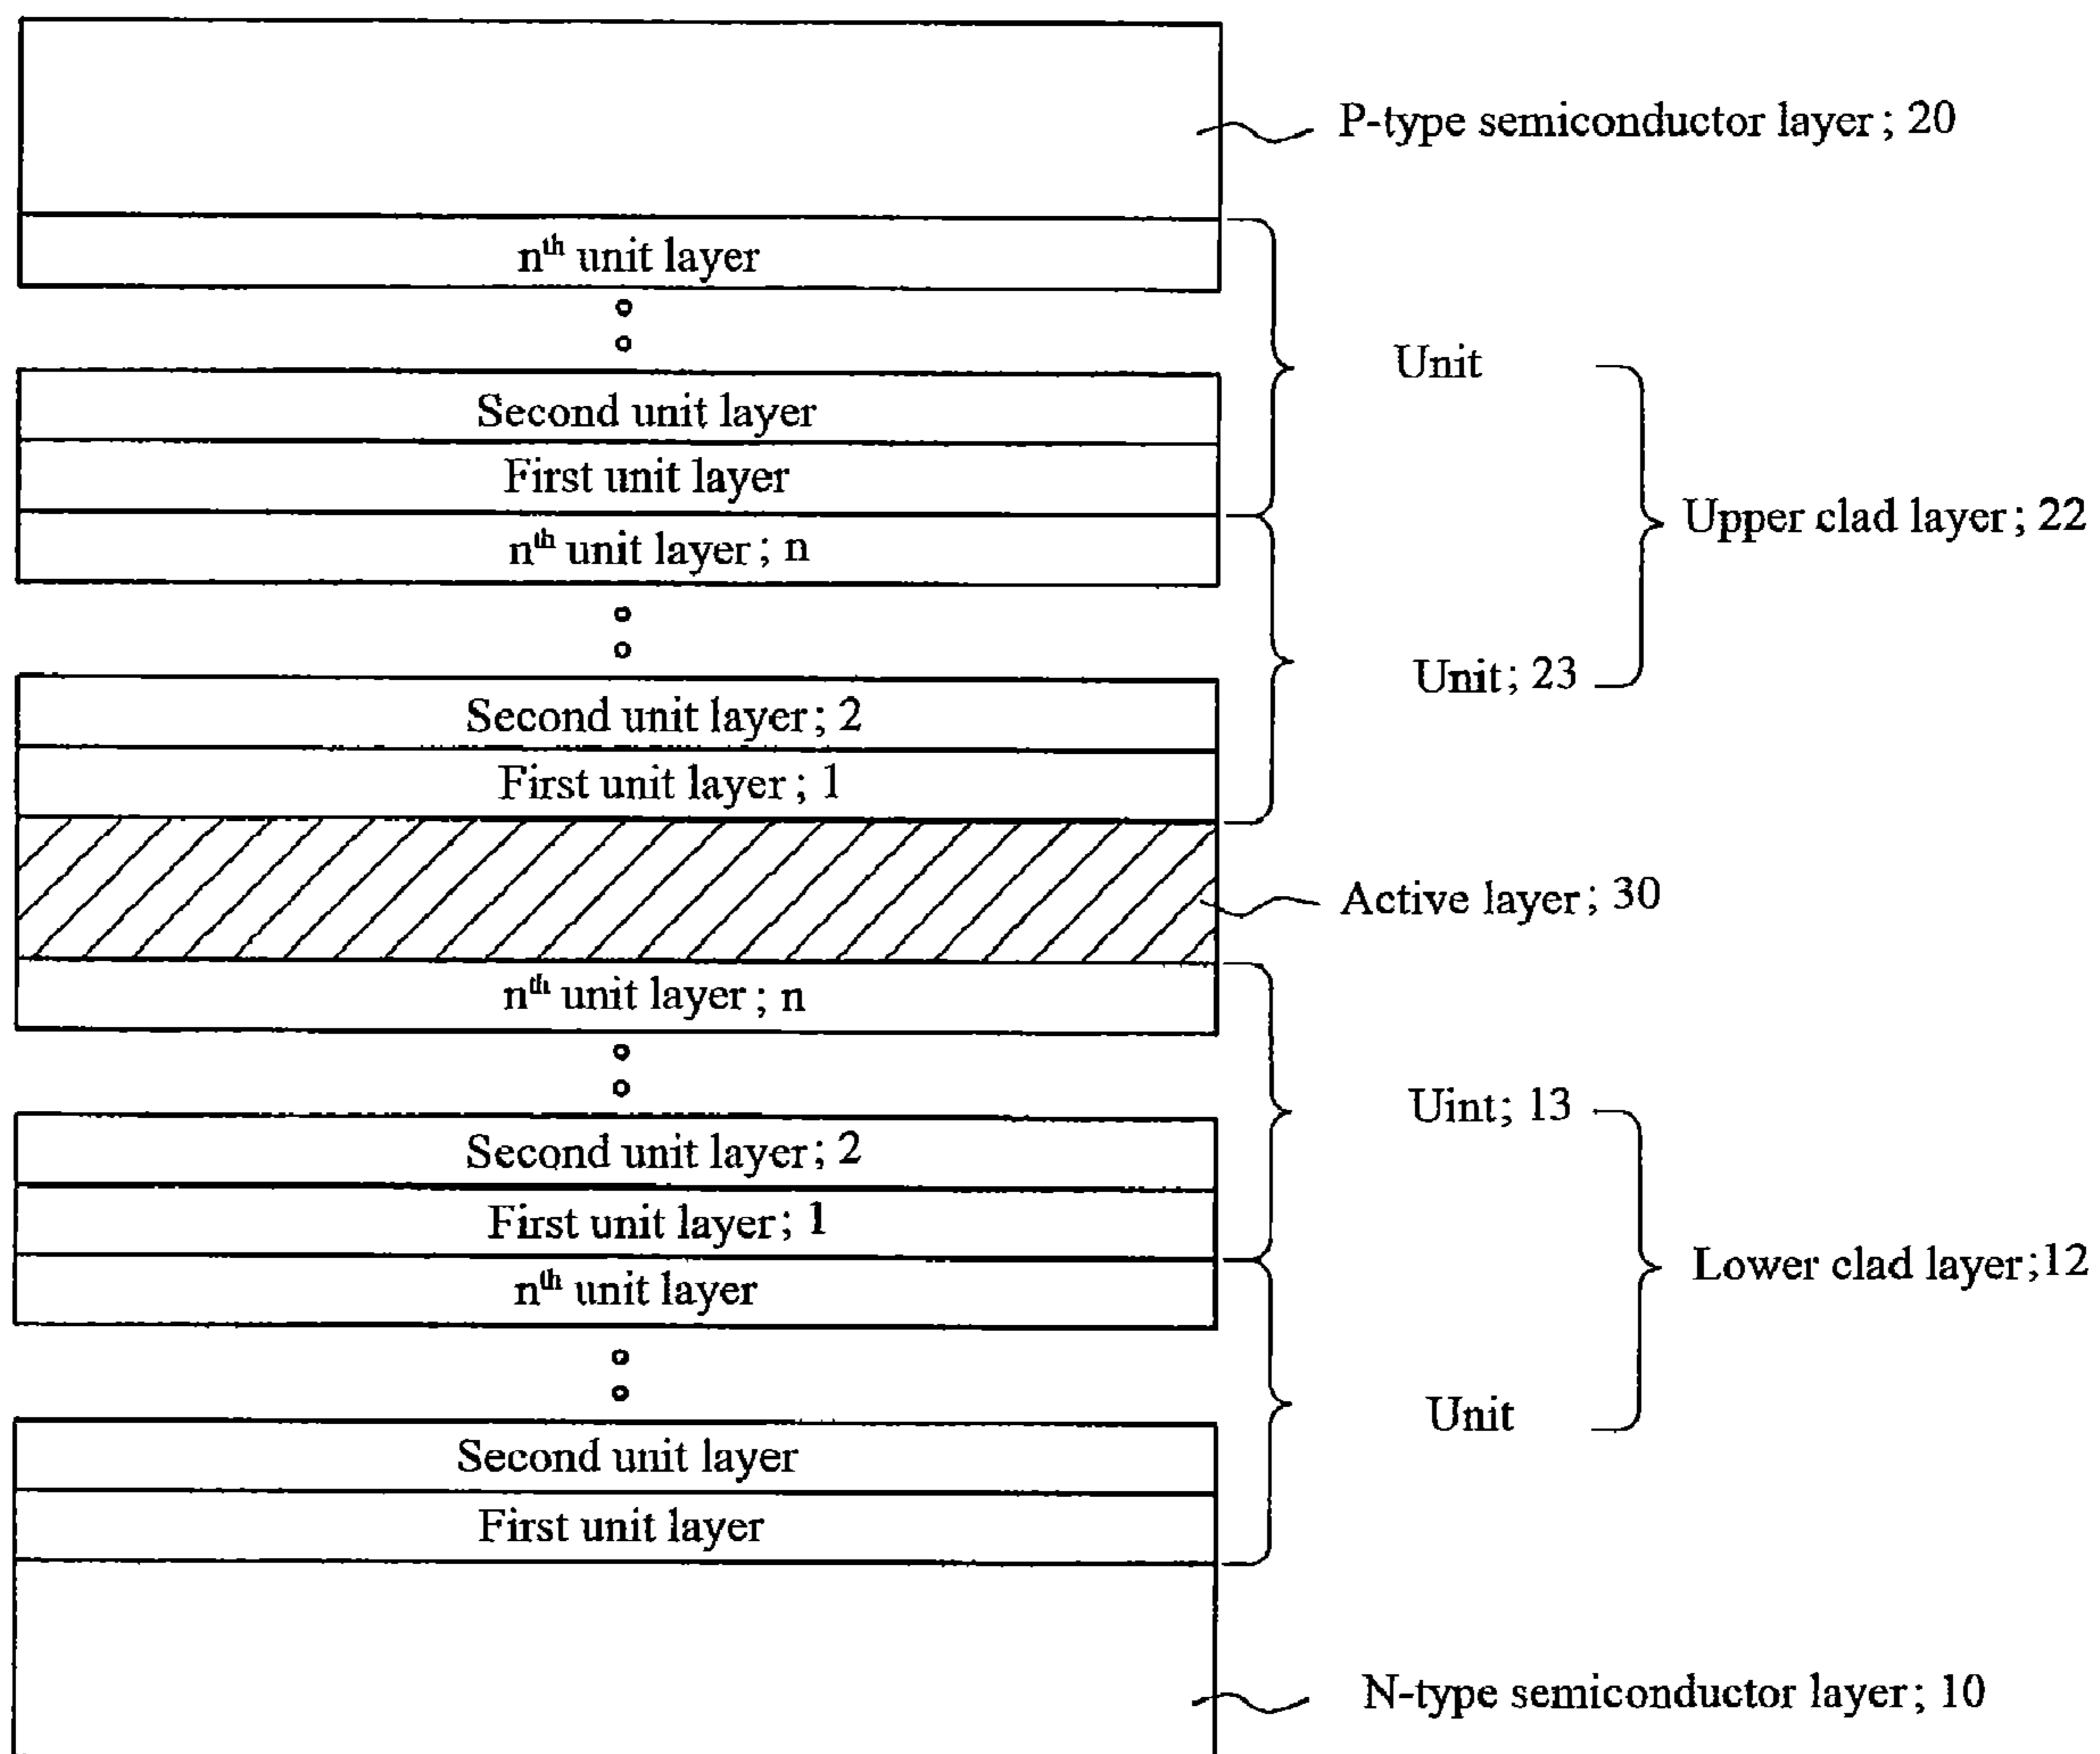 P-type semiconductor layer; 20
nth unit layer
Unit
Second unit layer
First unit layer
Upper clad layer; 22
nth unit layer; n
Unit; 23
Second unit layer; 2
First unit layer; 1
Active layer; 30
nth unit layer; n
Uint; 13
Second unit layer; 2
First unit layer; 1
Lower clad layer;12
nth unit layer
Unit
Second unit layer
First unit layer
N-type semiconductor layer; 10